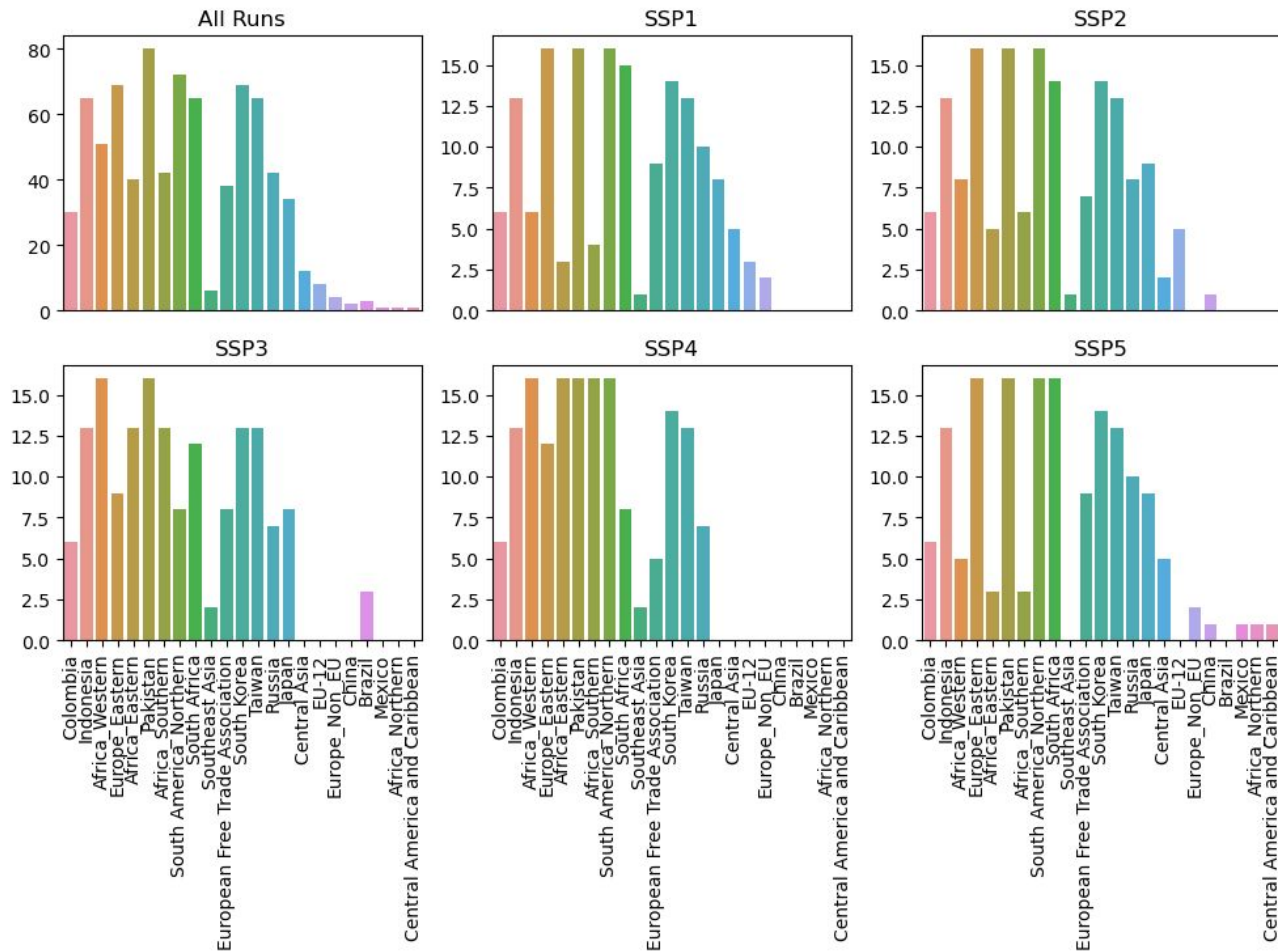 All Runs
80
60
40
20
0
SSP1
15.0
12.5
10.0
7.5
5.0
2.5
0.0
SSP2
15.0
12.5
10.0
7.5
5.0
2.5
0.0
SSP3
15.0
12.5
10.0
7.5
5.0
2.5
0.0
Colombia
Indonesia
Africa_Western
Europe_Eastern
Africa_Eastern
Pakistan
Africa_Southern
South America_Northern
South Africa
Southeast Asia
European Free Trade Association
South Korea
Taiwan
Russia
Japan
Central Asia
EU-12
Europe_Non_EU
China
Brazil
Mexico
Africa_Northern
Central America and Caribbean
SSP4
15.0
12.5
10.0
7.5
5.0
2.5
0.0
Colombia
Indonesia
Africa_Western
Europe_Eastern
Africa_Eastern
Pakistan
Africa_Southern
South America_Northern
South Africa
Southeast Asia
European Free Trade Association
South Korea
Taiwan
Russia
Japan
Central Asia
EU-12
Europe_Non_EU
China
Brazil
Mexico
Africa_Northern
Central America and Caribbean
SSP5
15.0
12.5
10.0
7.5
5.0
2.5
0.0
Colombia
Indonesia
Africa_Western
Europe_Eastern
Africa_Eastern
Pakistan
Africa_Southern
South America_Northern
South Africa
Southeast Asia
European Free Trade Association
South Korea
Taiwan
Russia
Japan
Central Asia
EU-12
Europe_Non_EU
China
Brazil
Mexico
Africa_Northern
Central America and Caribbean